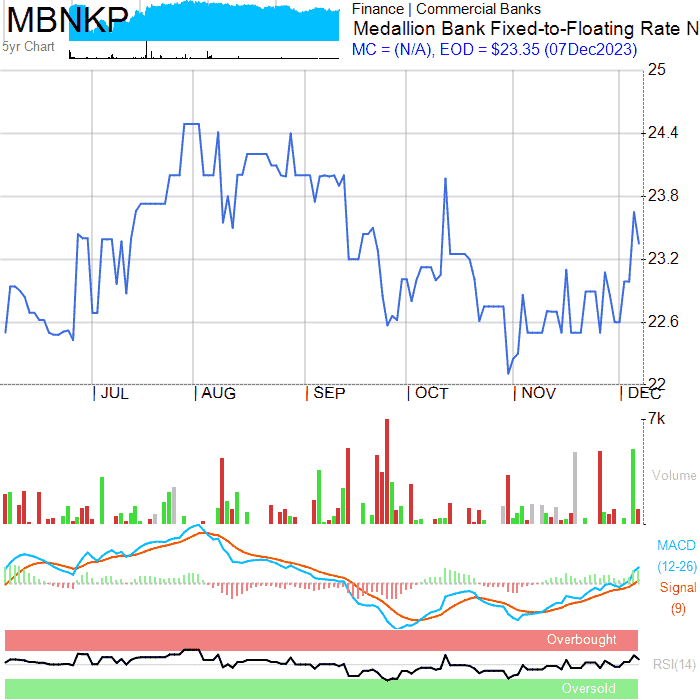 MBNKP
5yr Chart
Finance | Commercial Banks
Medallion Bank Fixed-to-Floating Rate N
MC = (N/A), EOD = $23.35 (07Dec2023)
25
24.4
23.8
23.2
22.6
22
JUL AUG SEP OCT NOV DEC
7k
Volume
MACD
(12-26)
Signal
(9)
Overbought
RSI(14)
Oversold